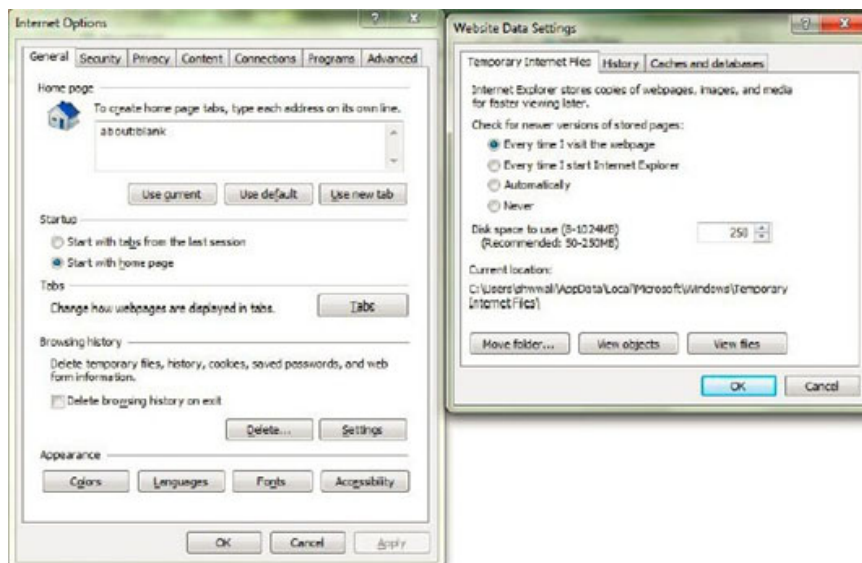 Internet Options
General Security Privacy Content Connections Programs Advanced
Home page
To create home page tabs, type each address on its own line.
about:blank
Use current Use default Use new tab
Startup
Start with tabs from the last session
Start with home page
Tabs
Change how webpages are displayed in tabs.
Tabs
Browsing history
Delete temporary files, history, cookies, saved passwords, and web
form information.
Delete browsing history on exit
Delete... Settings
Appearance
Colors Languages Fonts Accessibility
OK Cancel Apply
Website Data Settings
Temporary Internet Files History Caches and databases
Internet Explorer stores copies of webpages, images, and media
for faster viewing later.
Check for newer versions of stored pages:
Every time I visit the webpage
Every time I start Internet Explorer
Automatically
Never
Disk space to use (8-1024MB)
(Recommended: 50-250MB)
250
Current location:
C:\Users\dhwwali\AppData\Local\Microsoft\Windows\Temporary
Internet Files\
Move folder... View objects View files
OK Cancel